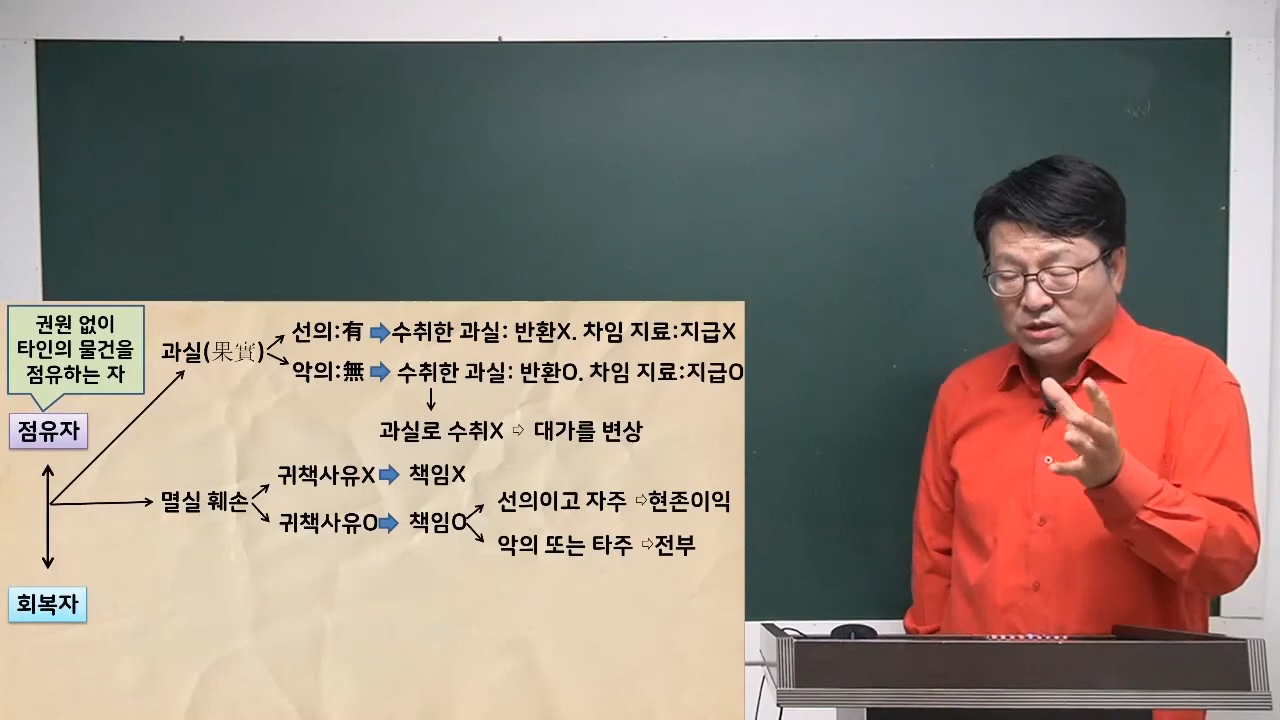 권원 없이
타인의 물건을
점유하는 자
점유자
회복자
과실(果實)
선의:有 수취한 과실: 반환X. 차임 지료:지급X
악의:無 수취한 과실: 반환O. 차임 지료:지급O
과실로 수취X ⇨ 대가를 변상
멸실 훼손
귀책사유X 책임X
귀책사유O 책임O
선의이고 자주 ⇨현존이익
악의 또는 타주 ⇨전부